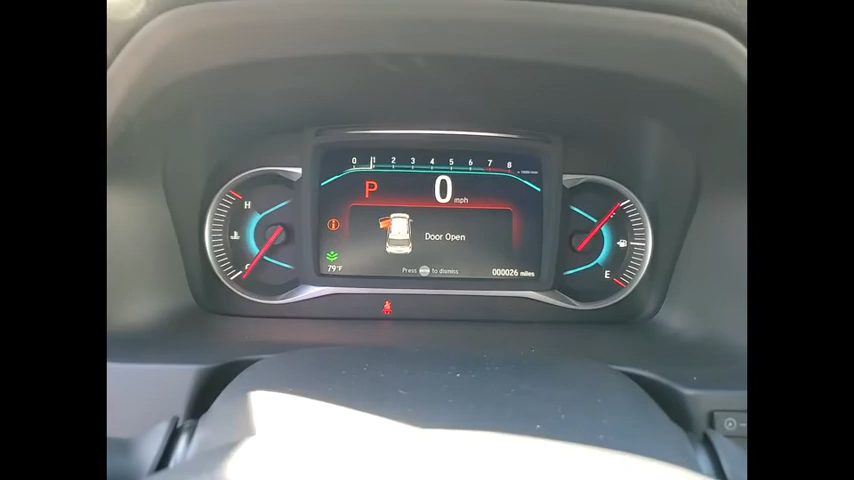 0 1 2 3 4 5 6 7 8
P 0 mph
H
Door Open
C E
79°F Press to dismiss 000026 miles